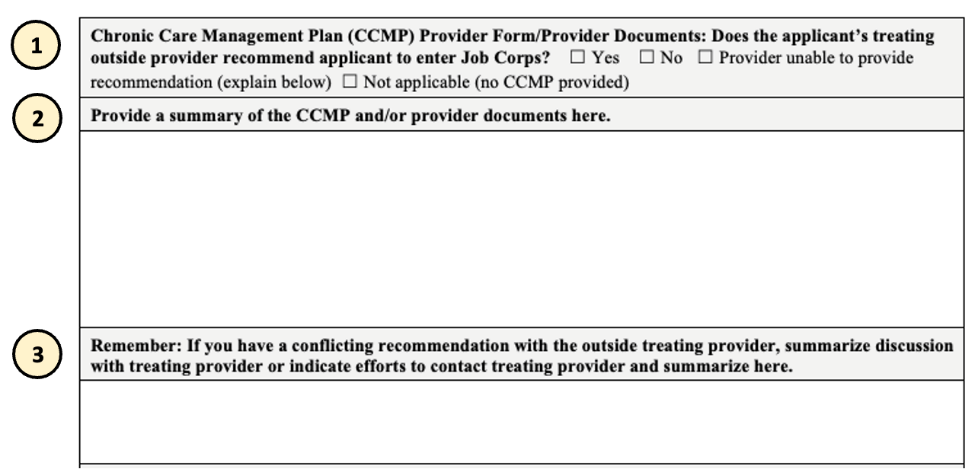 1
Chronic Care Management Plan (CCMP) Provider Form/Provider Documents: Does the applicant's treating
outside provider recommend applicant to enter Job Corps? ☐ Yes ☐ No ☐ Provider unable to provide
recommendation (explain below) ☐ Not applicable (no CCMP provided)
2
Provide a summary of the CCMP and/or provider documents here.
3
Remember: If you have a conflicting recommendation with the outside treating provider, summarize discussion
with treating provider or indicate efforts to contact treating provider and summarize here.